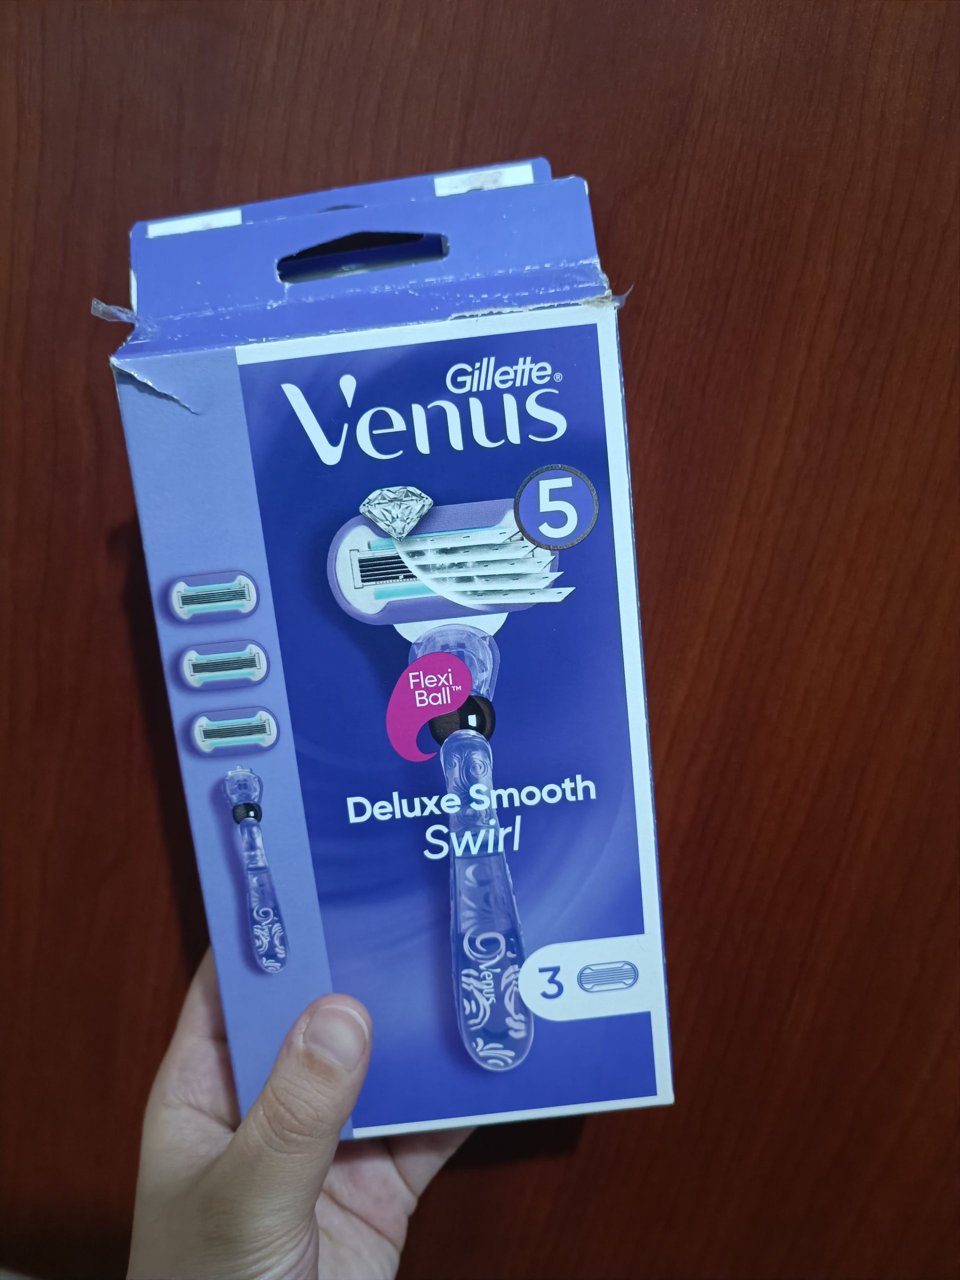 Gillette®
Venus
5
Flexi
Ball™
Deluxe Smooth
Swirl
Venus
3